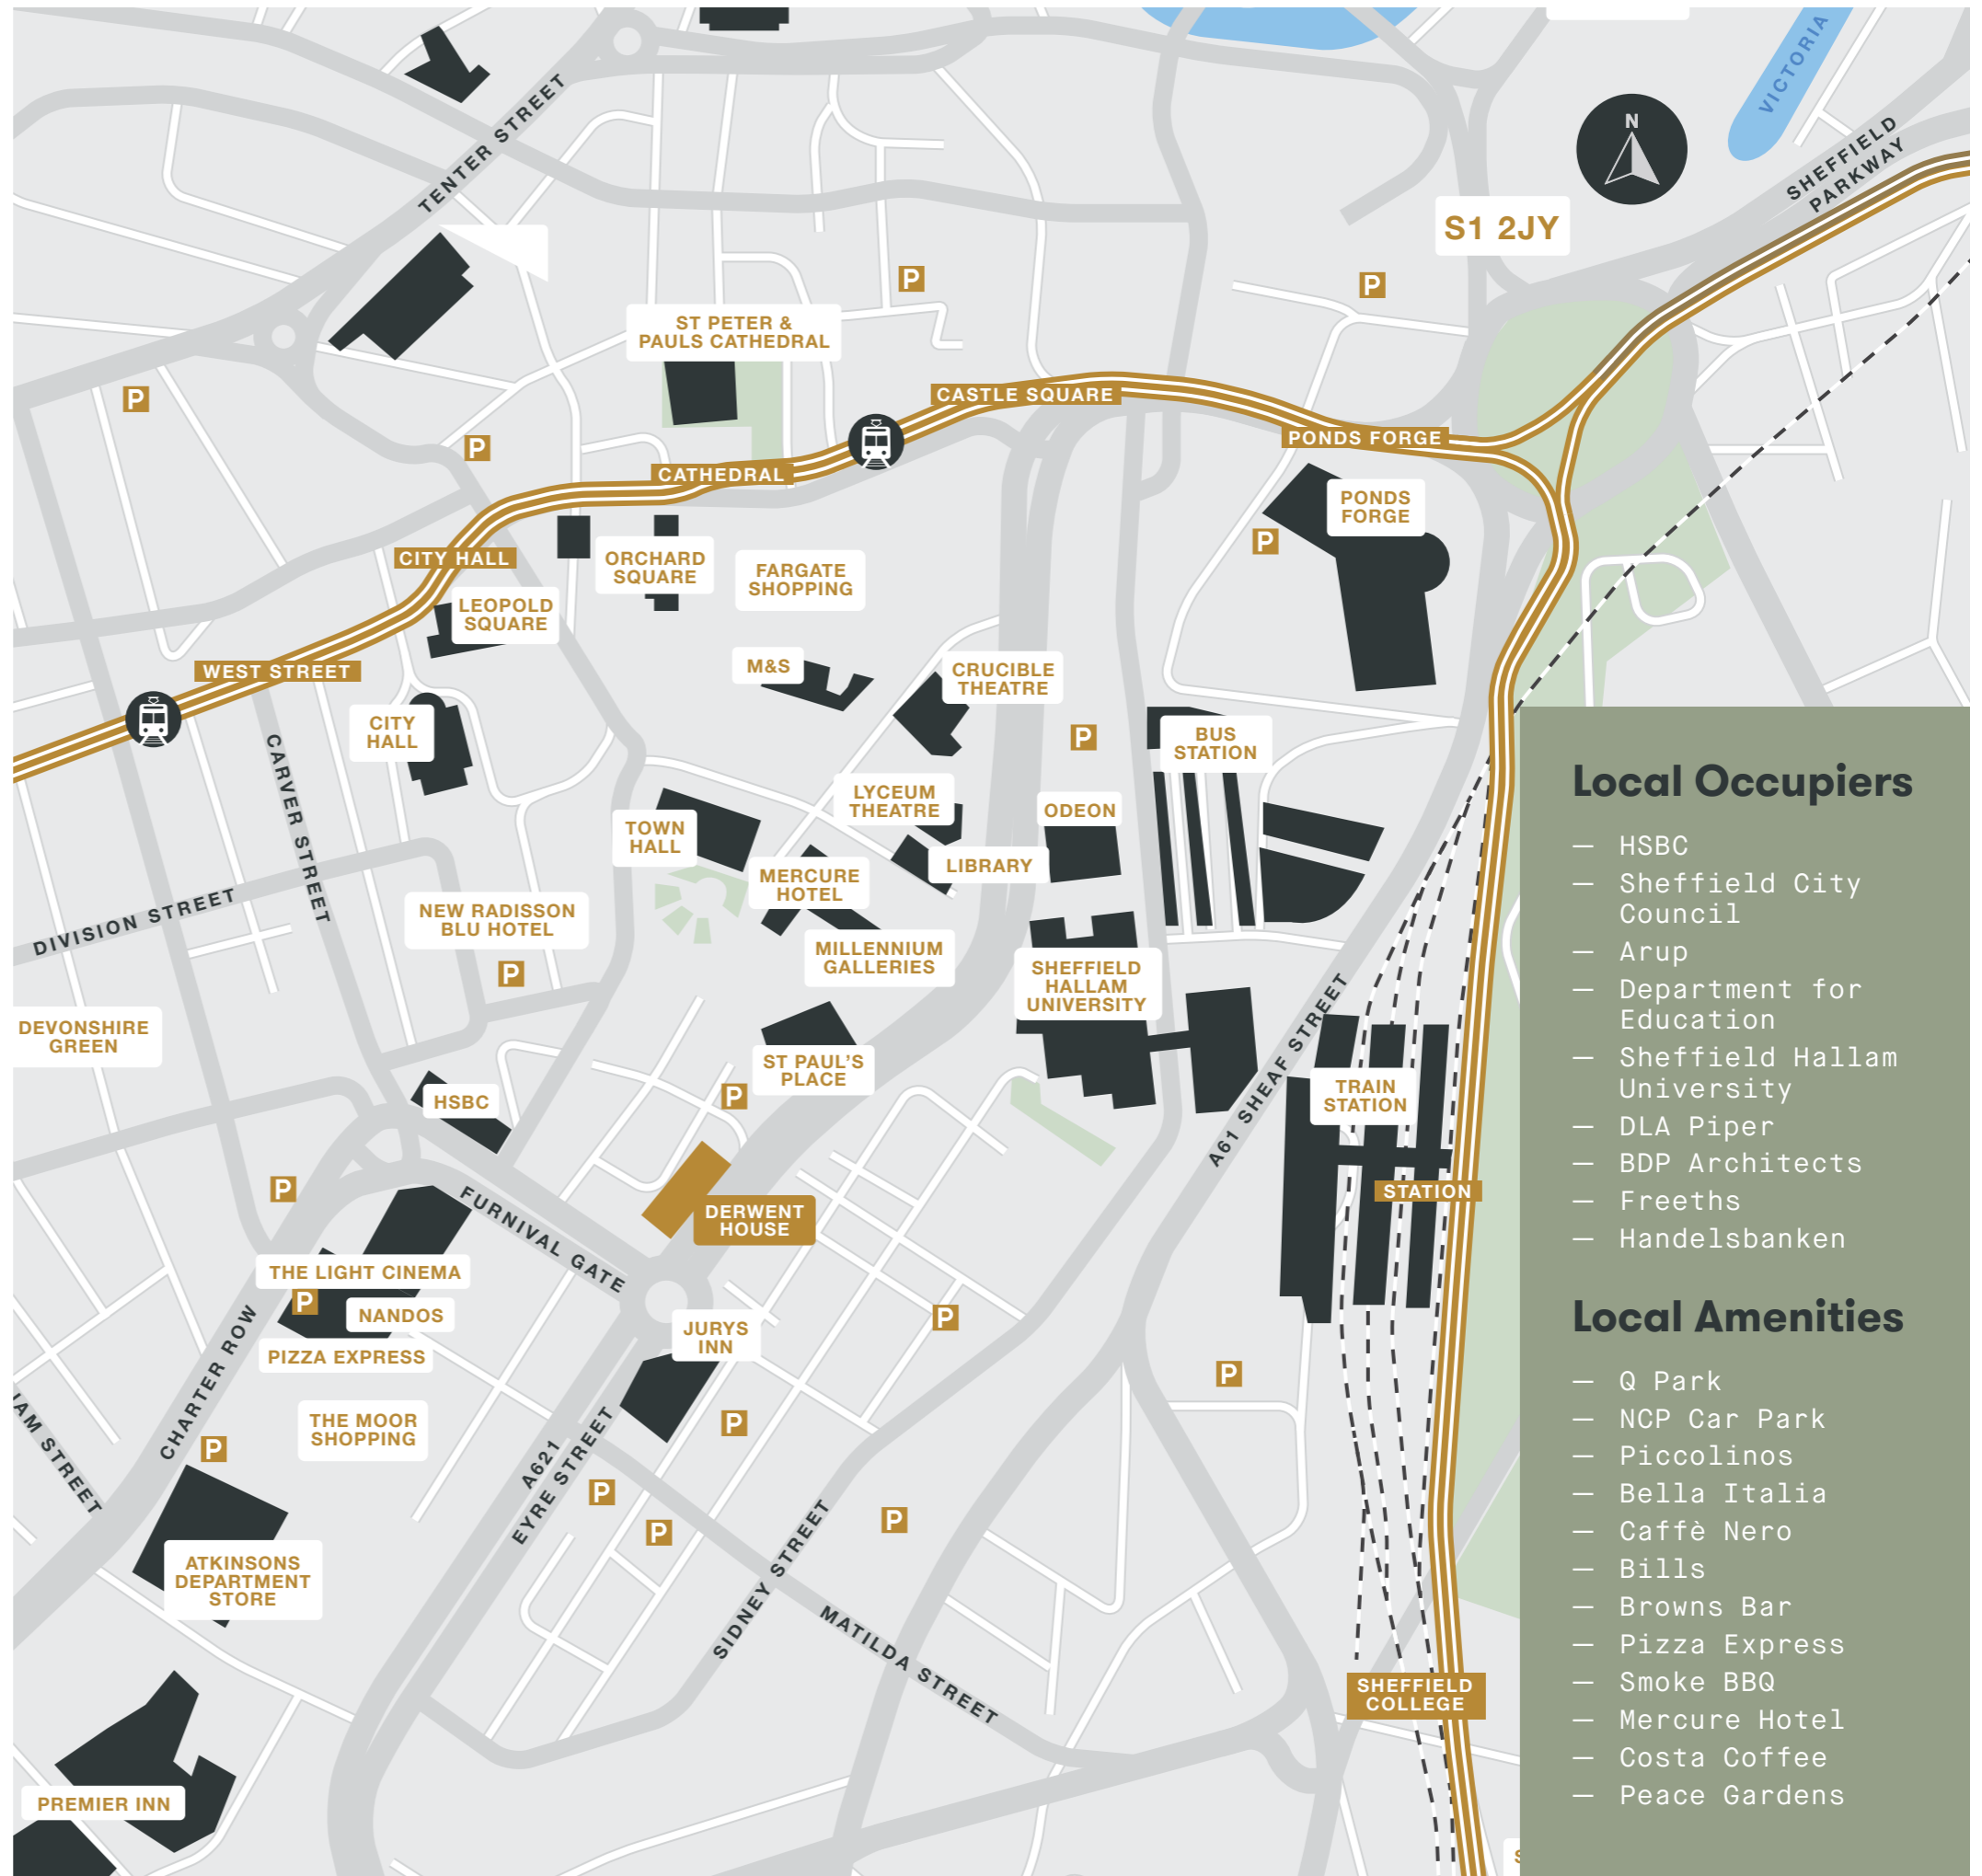 VICTORIA
TENTER STREET
N
SHEFFIELD
PARKWAY
S1 2JY
P
P
ST PETER &
PAULS CATHEDRAL
P
CASTLE SQUARE
P
PONDS FORGE
CATHEDRAL
PONDS
FORGE
P
CITY HALL
ORCHARD
SQUARE
FARGATE
SHOPPING
LEOPOLD
SQUARE
WEST STREET
M&S
CRUCIBLE
THEATRE
CITY
HALL
P
BUS
STATION
CARVER STREET
LYCEUM
THEATRE
ODEON
TOWN
HALL
LIBRARY
MERCURE
HOTEL
DIVISION STREET
NEW RADISSON
BLU HOTEL
P
MILLENNIUM
GALLERIES
SHEFFIELD
HALLAM
UNIVERSITY
DEVONSHIRE
GREEN
ST PAUL'S
PLACE
A61 SHEAF STREET
P
HSBC
TRAIN
STATION
P
STATION
FURNIVAL GATE
DERWENT
HOUSE
THE LIGHT CINEMA
P
NANDOS
P
JURYS
INN
PIZZA EXPRESS
CHARTER ROW
P
THE MOOR
SHOPPING
P
P
STREET
A621
EYRE STREET
P
P
P
ATKINSONS
DEPARTMENT
STORE
SIDNEY STREET
MATILDA STREET
SHEFFIELD
COLLEGE
PREMIER INN
Local Occupiers
— HSBC
— Sheffield City
Council
— Arup
— Department for
Education
— Sheffield Hallam
University
— DLA Piper
— BDP Architects
— Freeths
— Handelsbanken
Local Amenities
— Q Park
— NCP Car Park
— Piccolinos
— Bella Italia
— Caffè Nero
— Bills
— Browns Bar
— Pizza Express
— Smoke BBQ
— Mercure Hotel
— Costa Coffee
— Peace Gardens